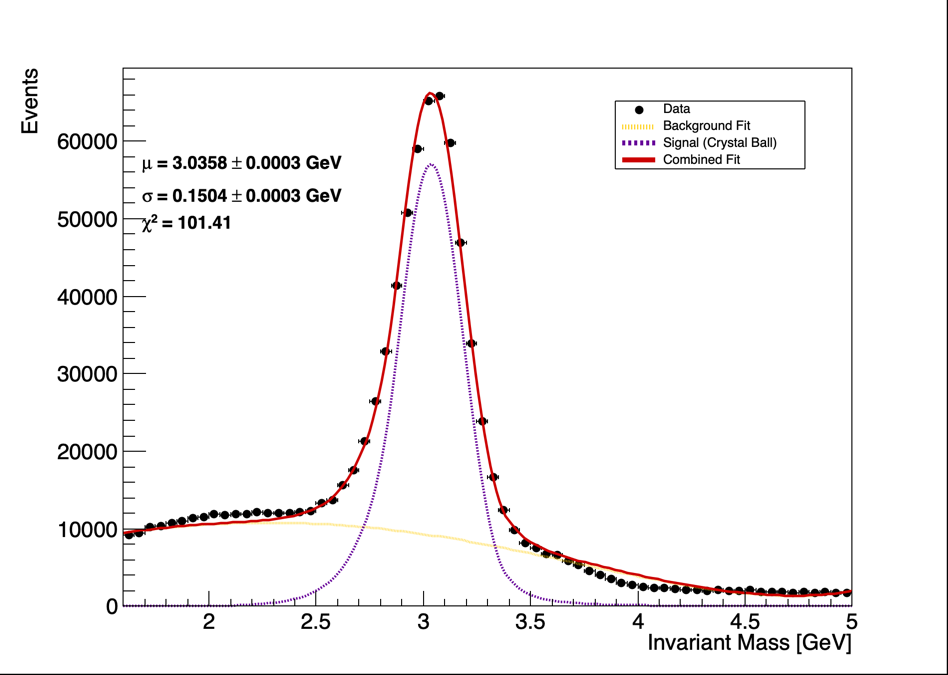 Events
60000
50000
40000
30000
20000
10000
0
μ = 3.0358 ± 0.0003 GeV
σ = 0.1504 ± 0.0003 GeV
χ² = 101.41
Data
Background Fit
Signal (Crystal Ball)
Combined Fit
2 2.5 3 3.5 4 4.5 5
Invariant Mass [GeV]